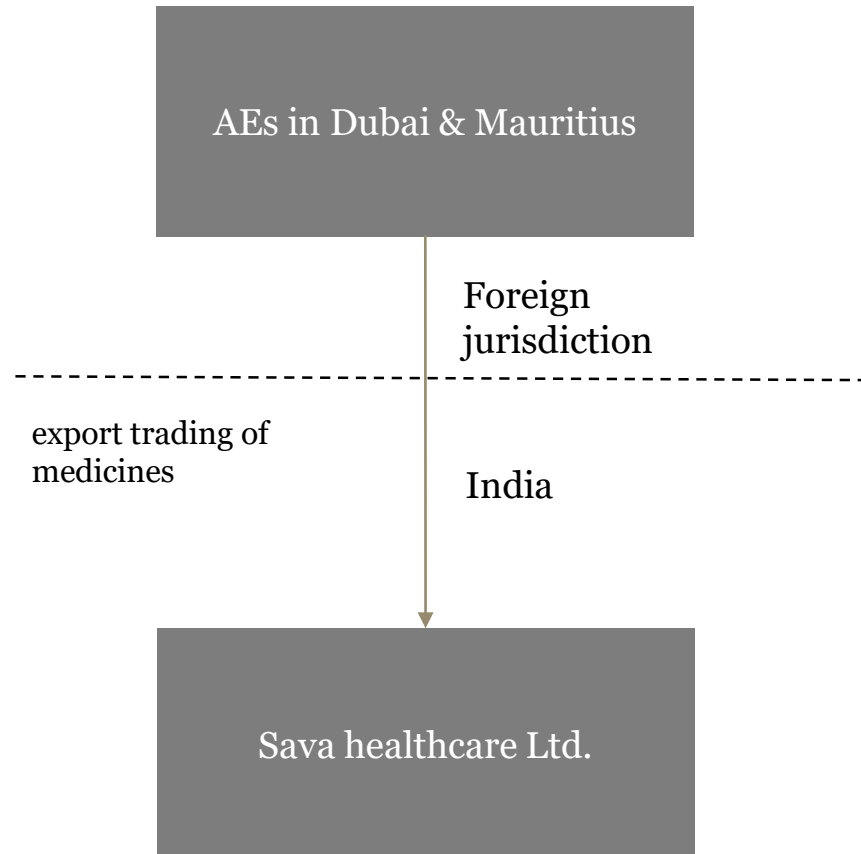 AEs in Dubai & Mauritius
Foreign
jurisdiction
export trading of
medicines
India
Sava healthcare Ltd.